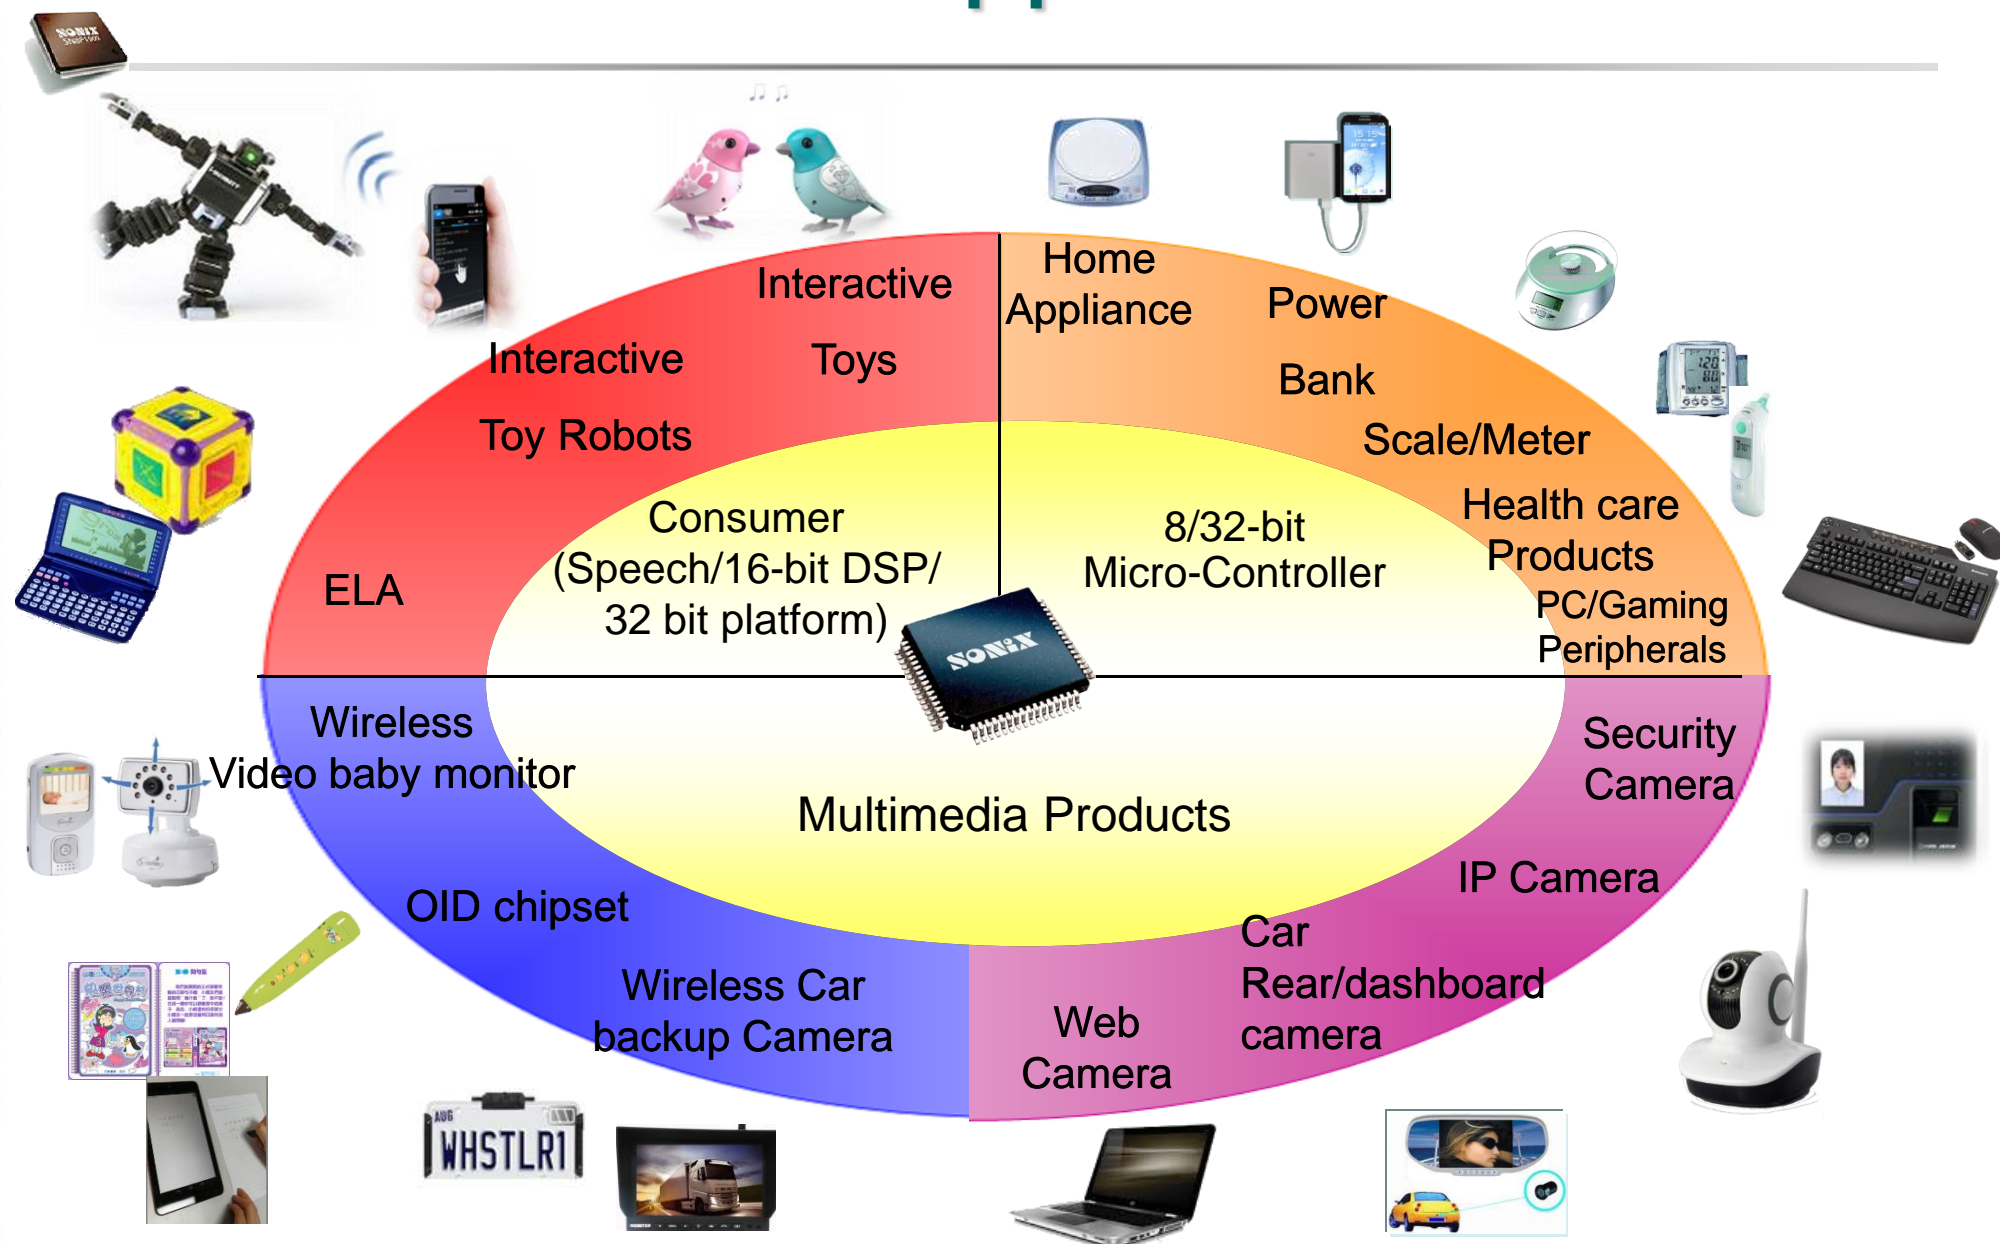 SONiX
Interactive
Toys
Interactive
Toy Robots
ELA
Home
Appliance
Power
Bank
Scale/Meter
Health care
Products
PC/Gaming
Peripherals
Consumer
(Speech/16-bit DSP/
32 bit platform)
8/32-bit
Micro-Controller
SONiX
Wireless
Video baby monitor
Multimedia Products
Security
Camera
OID chipset
IP Camera
Wireless Car
backup Camera
Car
Rear/dashboard
camera
Web
Camera
AUG
WHSTLR1